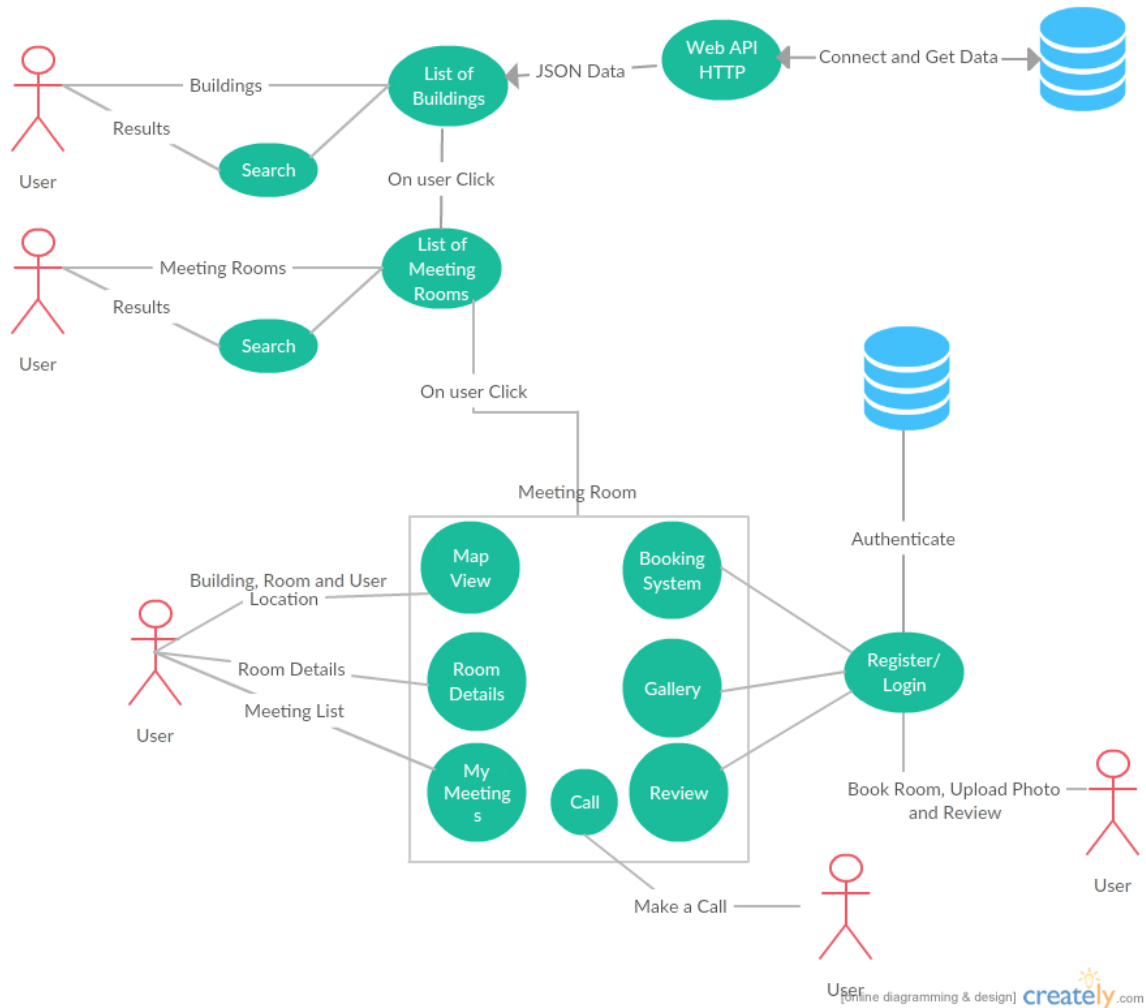 Web API
HTTP
Connect and Get Data
JSON Data
List of
Buildings
Buildings
Results
Search
User
On user Click
List of
Meeting
Rooms
Meeting Rooms
Results
Search
User
On user Click
Meeting Room
Map
View
Booking
System
Authenticate
Building, Room and User
Location
Room Details
Meeting List
User
Room
Details
Gallery
Register/
Login
My
Meeting
s
Call
Review
Book Room, Upload Photo
and Review
User
Make a Call
User
[online diagramming & design] creately.com